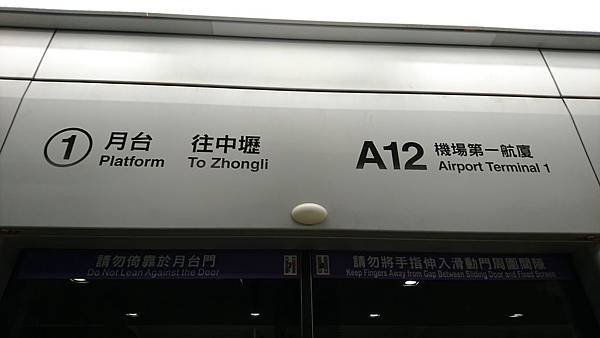 ① 月台 往中壢
Platform To Zhongli
A12 機場第一航廈
Airport Terminal 1
請勿倚靠於月台門
Do Not Lean Against the Door
請勿將手指伸入滑動門周圍間隙
Keep Fingers Away from Gap Between Sliding Door and Fixed Screen